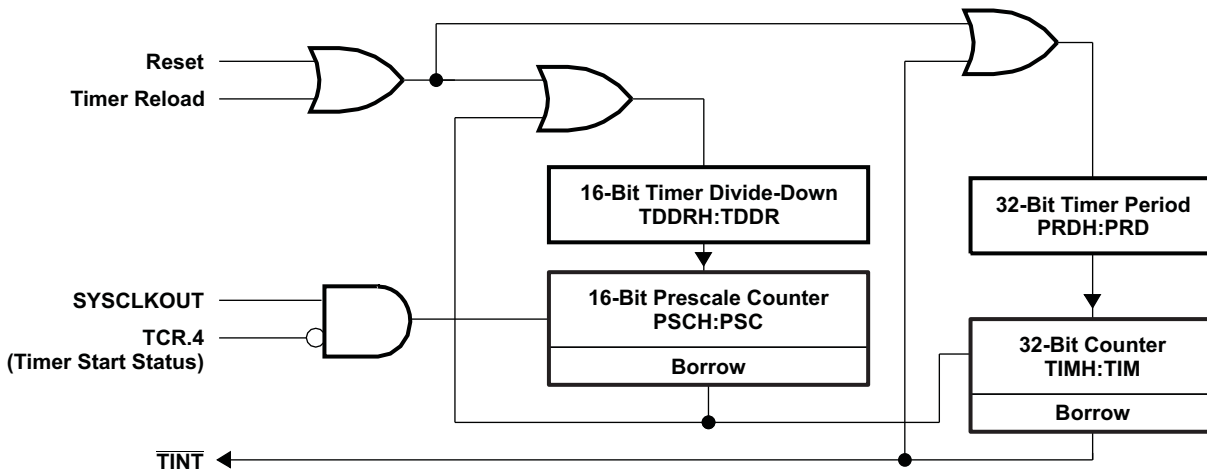 Reset
Timer Reload
16-Bit Timer Divide-Down
TDDRH:TDDR
32-Bit Timer Period
PRDH:PRD
SYSCLKOUT
TCR.4
(Timer Start Status)
16-Bit Prescale Counter
PSCH:PSC
Borrow
32-Bit Counter
TIMH:TIM
Borrow
T̅I̅N̅T̅